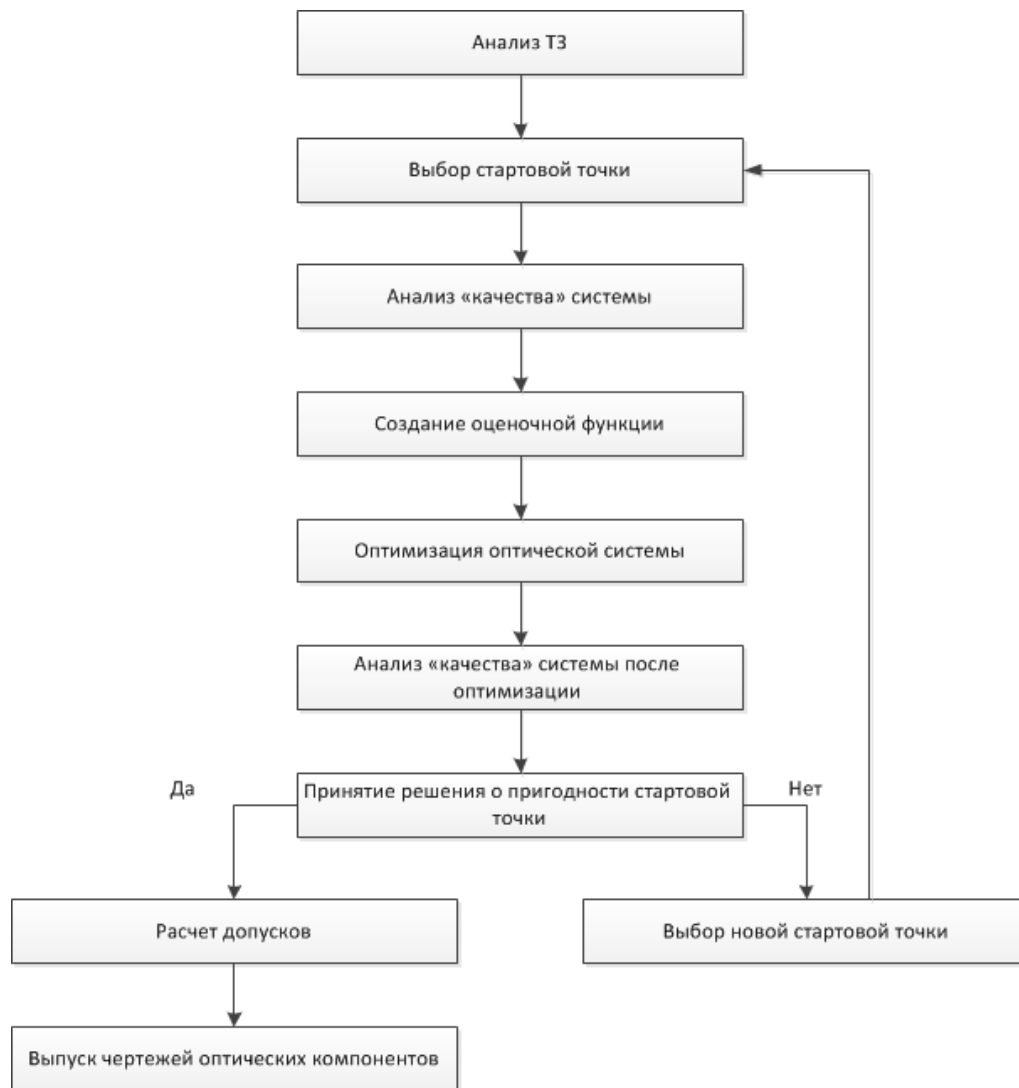 Анализ ТЗ
Выбор стартовой точки
Анализ «качества» системы
Создание оценочной функции
Оптимизация оптической системы
Анализ «качества» системы после
оптимизации
Да
Принятие решения о пригодности стартовой
точки
Нет
Расчет допусков
Выбор новой стартовой точки
Выпуск чертежей оптических компонентов